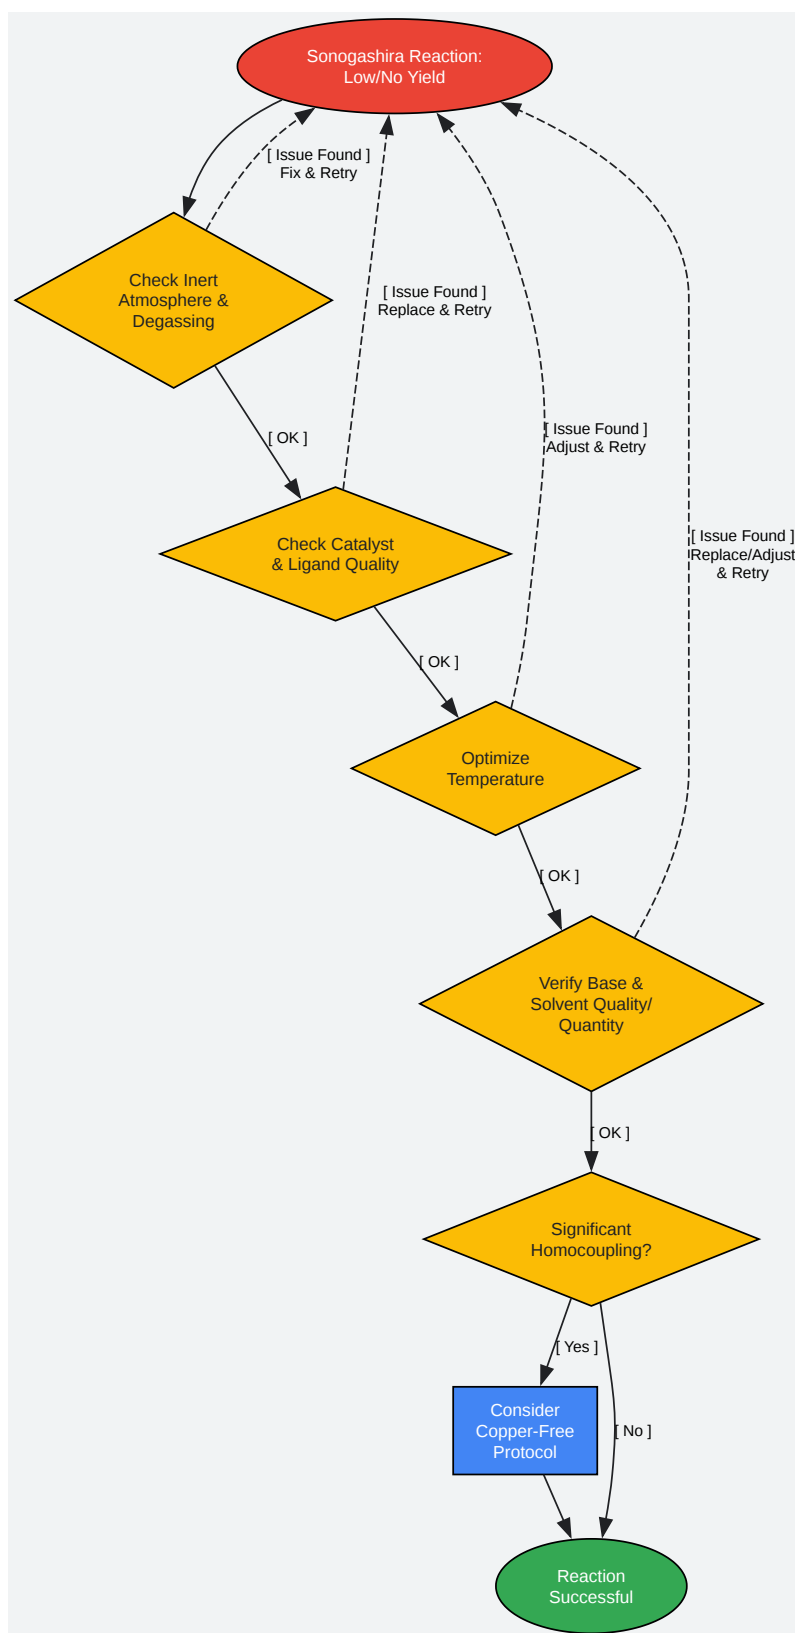 Sonogashira Reaction:
Low/No Yield
[ Issue Found ]
Fix & Retry
Check Inert
Atmosphere &
Degassing
[ Issue Found ]
Replace & Retry
[ OK ]
[ Issue Found ]
Adjust & Retry
Check Catalyst
& Ligand Quality
[ Issue Found ]
Replace/Adjust
& Retry
[ OK ]
Optimize
Temperature
[ OK ]
Verify Base &
Solvent Quality/
Quantity
[ OK ]
Significant
Homocoupling?
[ Yes ]
Consider
Copper-Free
Protocol
[ No ]
Reaction
Successful